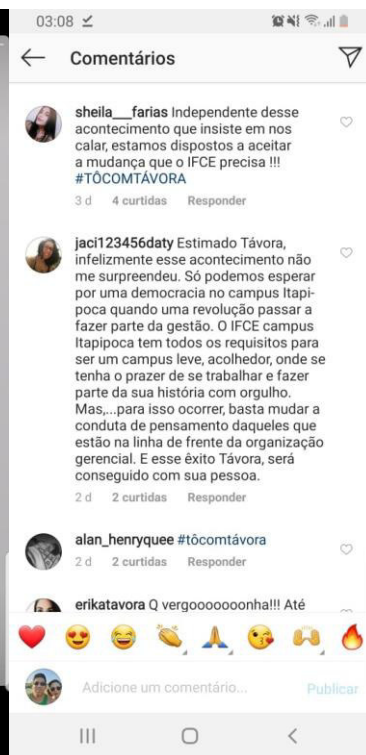 03:08
Comentários
sheila___farias Independente desse
acontecimento que insiste em nos
calar, estamos dispostos a aceitar
a mudança que o IFCE precisa !!!
#TÔCOMTÁVORA
3 d 4 curtidas Responder
jaci123456daty Estimado Távora,
infelizmente esse acontecimento não
me surpreendeu. Só podemos esperar
por uma democracia no campus Itapi-
poca quando uma revolução passar a
fazer parte da gestão. O IFCE campus
Itapipoca tem todos os requisitos para
ser um campus leve, acolhedor, onde se
tenha o prazer de se trabalhar e fazer
parte da sua história com orgulho.
Mas,...para isso ocorrer, basta mudar a
conduta de pensamento daqueles que
estão na linha de frente da organização
gerencial. E esse êxito Távora, será
conseguido com sua pessoa.
2 d 2 curtidas Responder
alan_henryquee #tôcomtávora
2 d 2 curtidas Responder
erikatavora Q vergooooooonha!!! Até
Adicione um comentário... Publicar